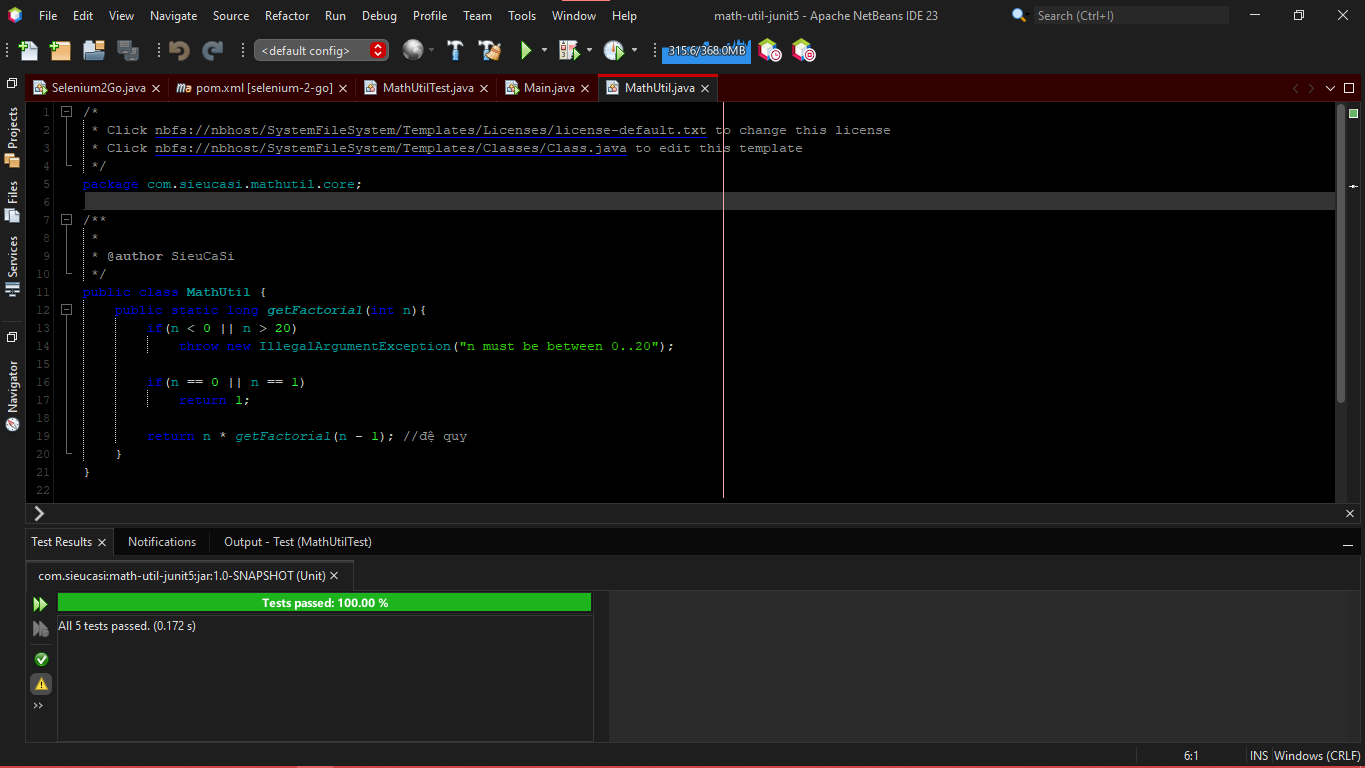 File Edit View Navigate Source Refactor Run Debug Profile Team Tools Window Help math-util-junit5 - Apache NetBeans IDE 23 Search (Ctrl+I)
<default config> 315.6/368.0MB
Selenium2Go.java pom.xml [selenium-2-go] MathUtilTest.java Main.java MathUtil.java
Projects
Files
Services
Navigator
1 /*
2 * Click nbfs://nbhost/SystemFileSystem/Templates/Licenses/license-default.txt to change this license
3 * Click nbfs://nbhost/SystemFileSystem/Templates/Classes/Class.java to edit this template
4 */
5 package com.sieucasi.mathutil.core;
6
7 /**
8 *
9 * @author SieuCaSi
10 */
11 public class MathUtil {
12 public static long getFactorial(int n){
13 if(n < 0 || n > 20)
14 throw new IllegalArgumentException("n must be between 0..20");
15
16 if(n == 0 || n == 1)
17 return 1;
18
19 return n * getFactorial(n - 1); //đệ quy
20 }
21 }
22
Test Results Notifications Output - Test (MathUtilTest)
com.sieucasi:math-util-junit5:jar:1.0-SNAPSHOT (Unit)
Tests passed: 100.00 %
All 5 tests passed. (0.172 s)
6:1 INS Windows (CRLF)